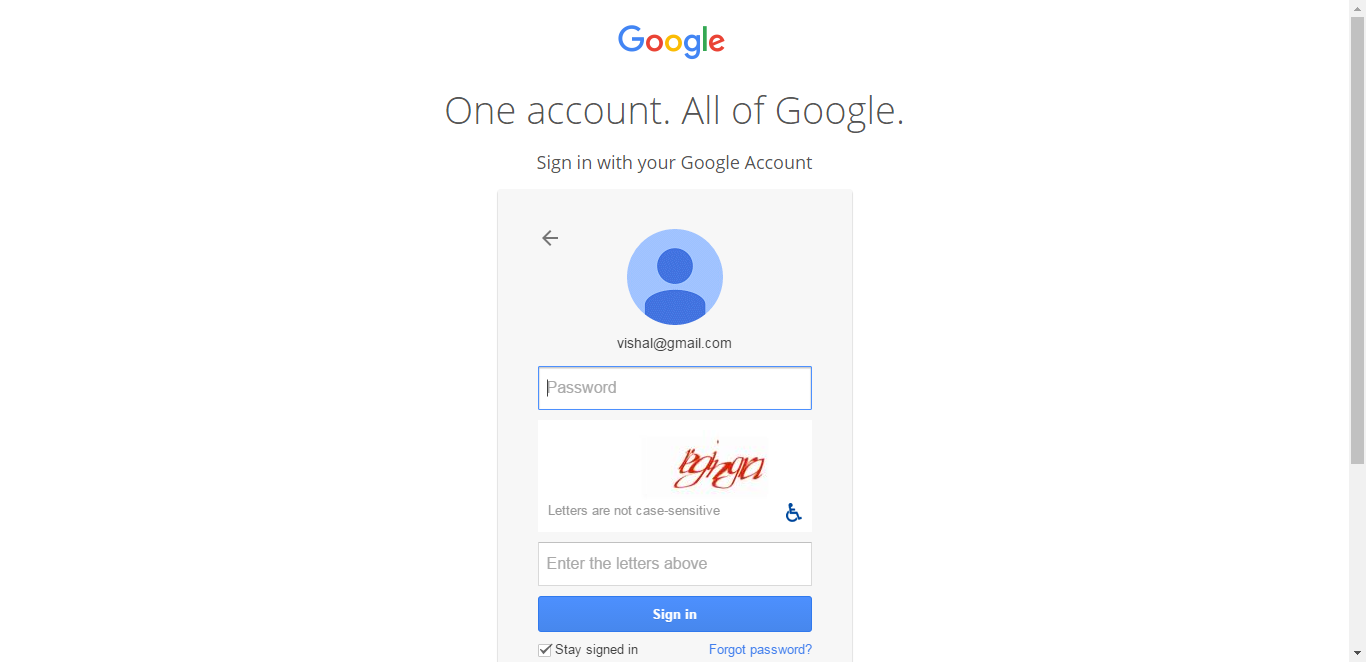 Google
One account. All of Google.
Sign in with your Google Account
vishal@gmail.com
Password
Letters are not case-sensitive
Enter the letters above
Sign in
Stay signed in
Forgot password?